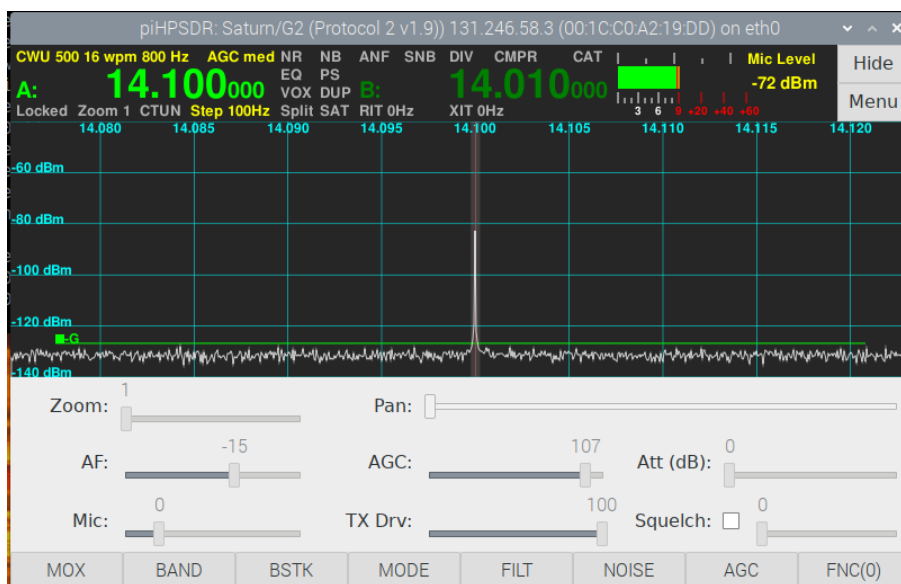 piHPSDR: Saturn/G2 (Protocol 2 v1.9)) 131.246.58.3 (00:1C:C0:A2:19:DD) on eth0
CWU 500 16 wpm 800 Hz AGC med NR NB ANF SNB DIV CMPR CAT Mic Level Hide
EQ PS
A: 14.100000 VOX DUP B: 14.010000 -72 dBm Menu
Locked Zoom 1 CTUN Step 100Hz Split SAT RIT 0Hz XIT 0Hz 3 6 9 +20 +40 +60
14.080 14.085 14.090 14.095 14.100 14.105 14.110 14.115 14.120
-60 dBm
-80 dBm
-100 dBm
-120 dBm
-G
-140 dBm
Zoom: 1 Pan:
AF: -15 AGC: 107 Att (dB): 0
Mic: 0 TX Drv: 100 Squelch: 0
MOX BAND BSTK MODE FILT NOISE AGC FNC(0)